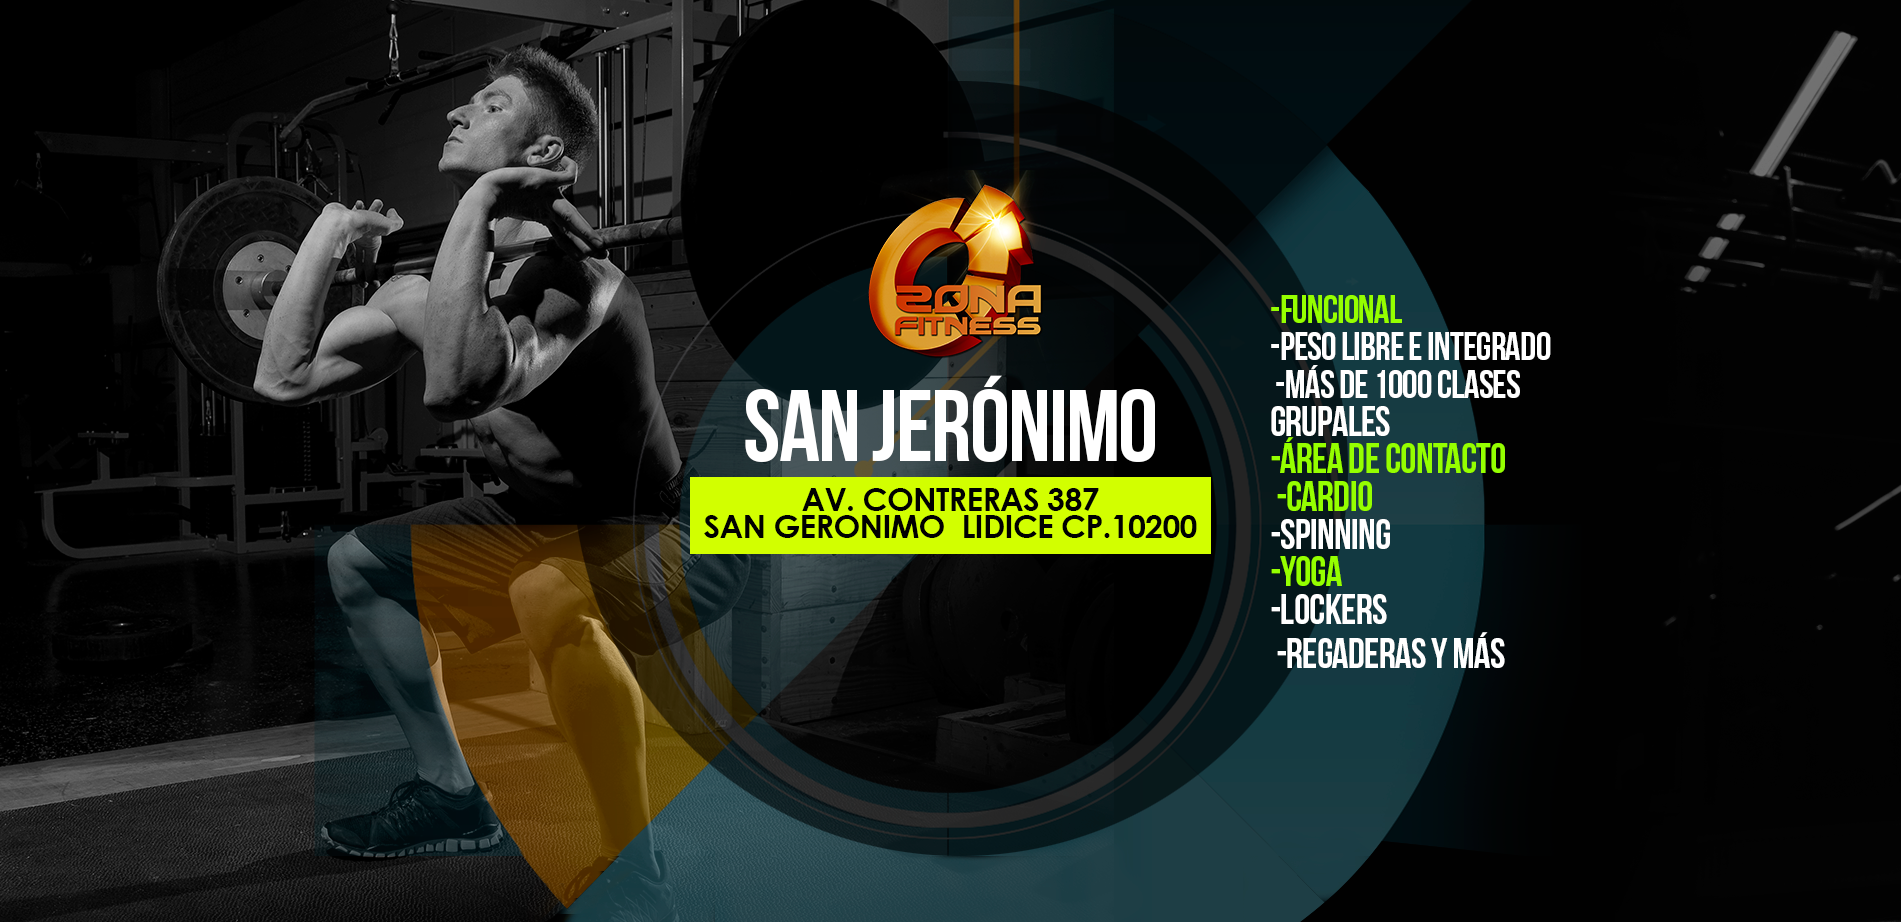 ZONA
FITNESS
SAN JERÓNIMO
AV. CONTRERAS 387
SAN GERÓNIMO LIDICE CP.10200
-FUNCIONAL
-PESO LIBRE E INTEGRADO
-MÁS DE 1000 CLASES
GRUPALES
-ÁREA DE CONTACTO
-CARDIO
-SPINNING
-YOGA
-LOCKERS
-REGADERAS Y MÁS